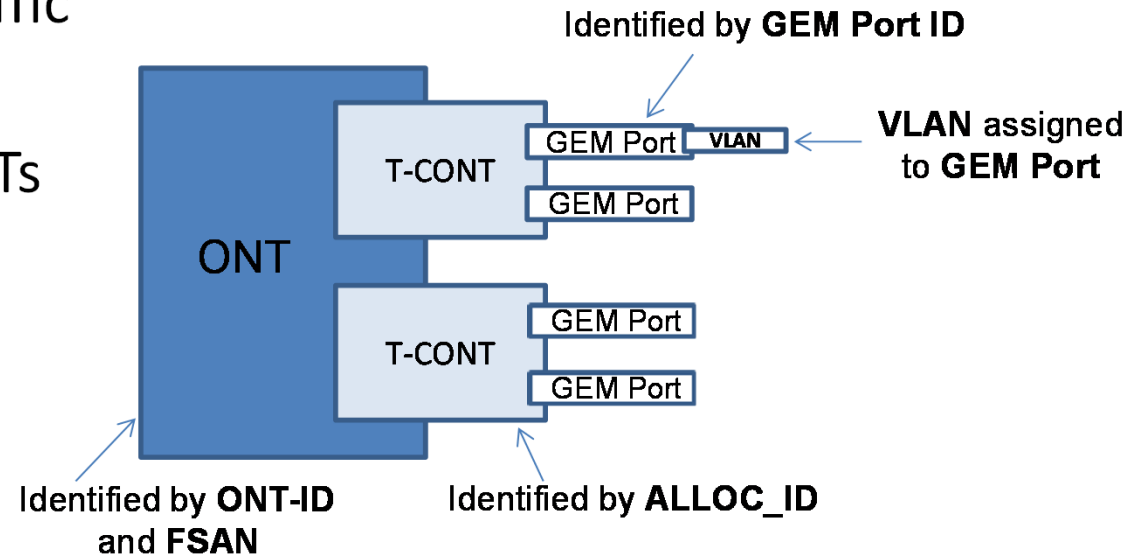 Identified by GEM Port ID
GEM Port
VLAN
VLAN assigned
to GEM Port
T-CONT
GEM Port
Ts
ONT
GEM Port
T-CONT
GEM Port
Identified by ONT-ID
and FSAN
Identified by ALLOC_ID